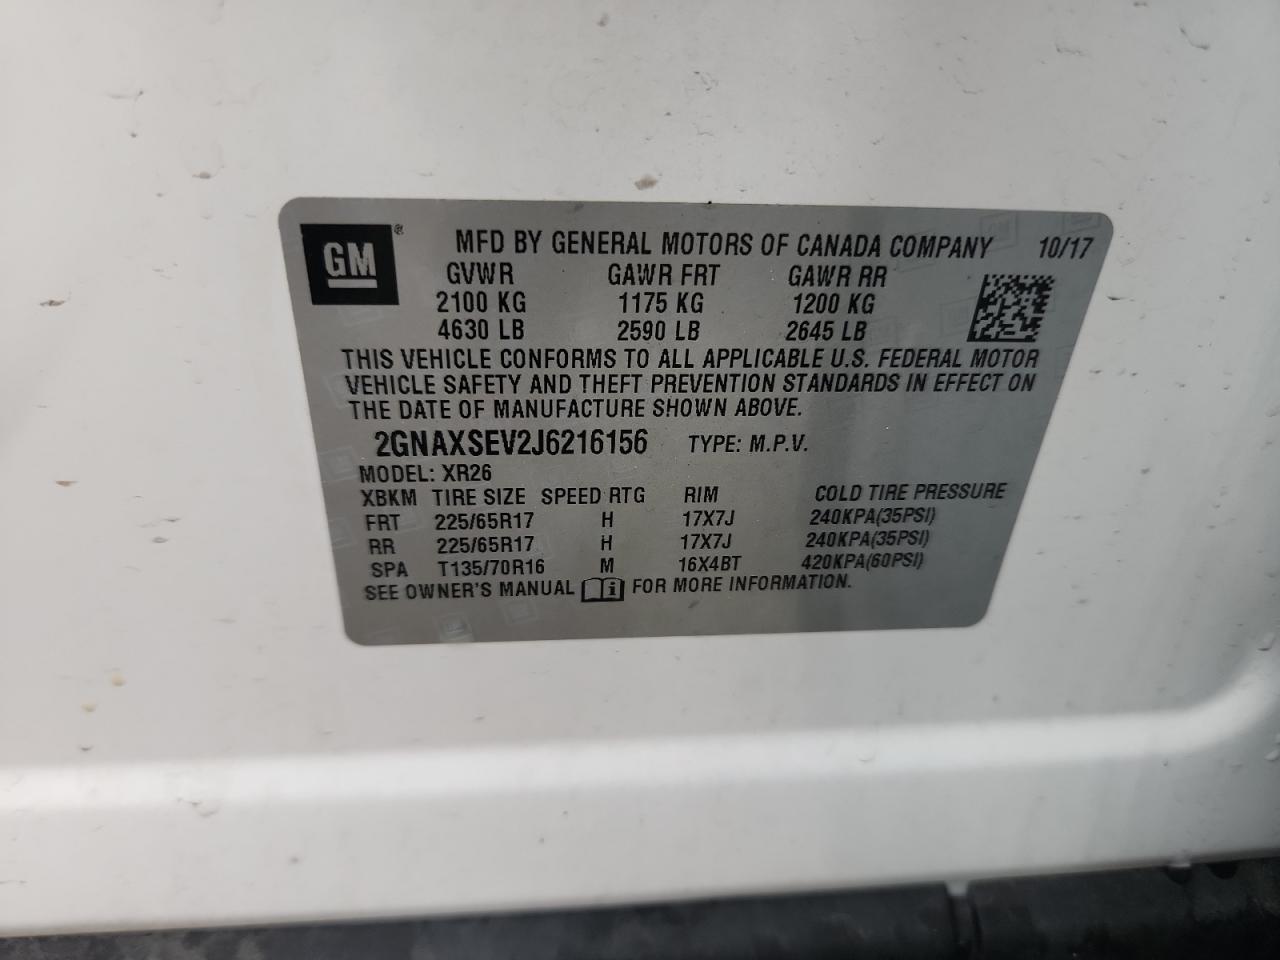 GM ® MFD BY GENERAL MOTORS OF CANADA COMPANY 10/17
GVWR GAWR FRT GAWR RR
2100 KG 1175 KG 1200 KG
4630 LB 2590 LB 2645 LB
THIS VEHICLE CONFORMS TO ALL APPLICABLE U.S. FEDERAL MOTOR
VEHICLE SAFETY AND THEFT PREVENTION STANDARDS IN EFFECT ON
THE DATE OF MANUFACTURE SHOWN ABOVE.
2GNAXSEV2J6216156 TYPE: M.P.V.
MODEL: XR26
XBKM TIRE SIZE SPEED RTG RIM COLD TIRE PRESSURE
FRT 225/65R17 H 17X7J 240KPA(35PSI)
RR 225/65R17 H 17X7J 240KPA(35PSI)
SPA T135/70R16 M 16X4BT 420KPA(60PSI)
SEE OWNER'S MANUAL i FOR MORE INFORMATION.